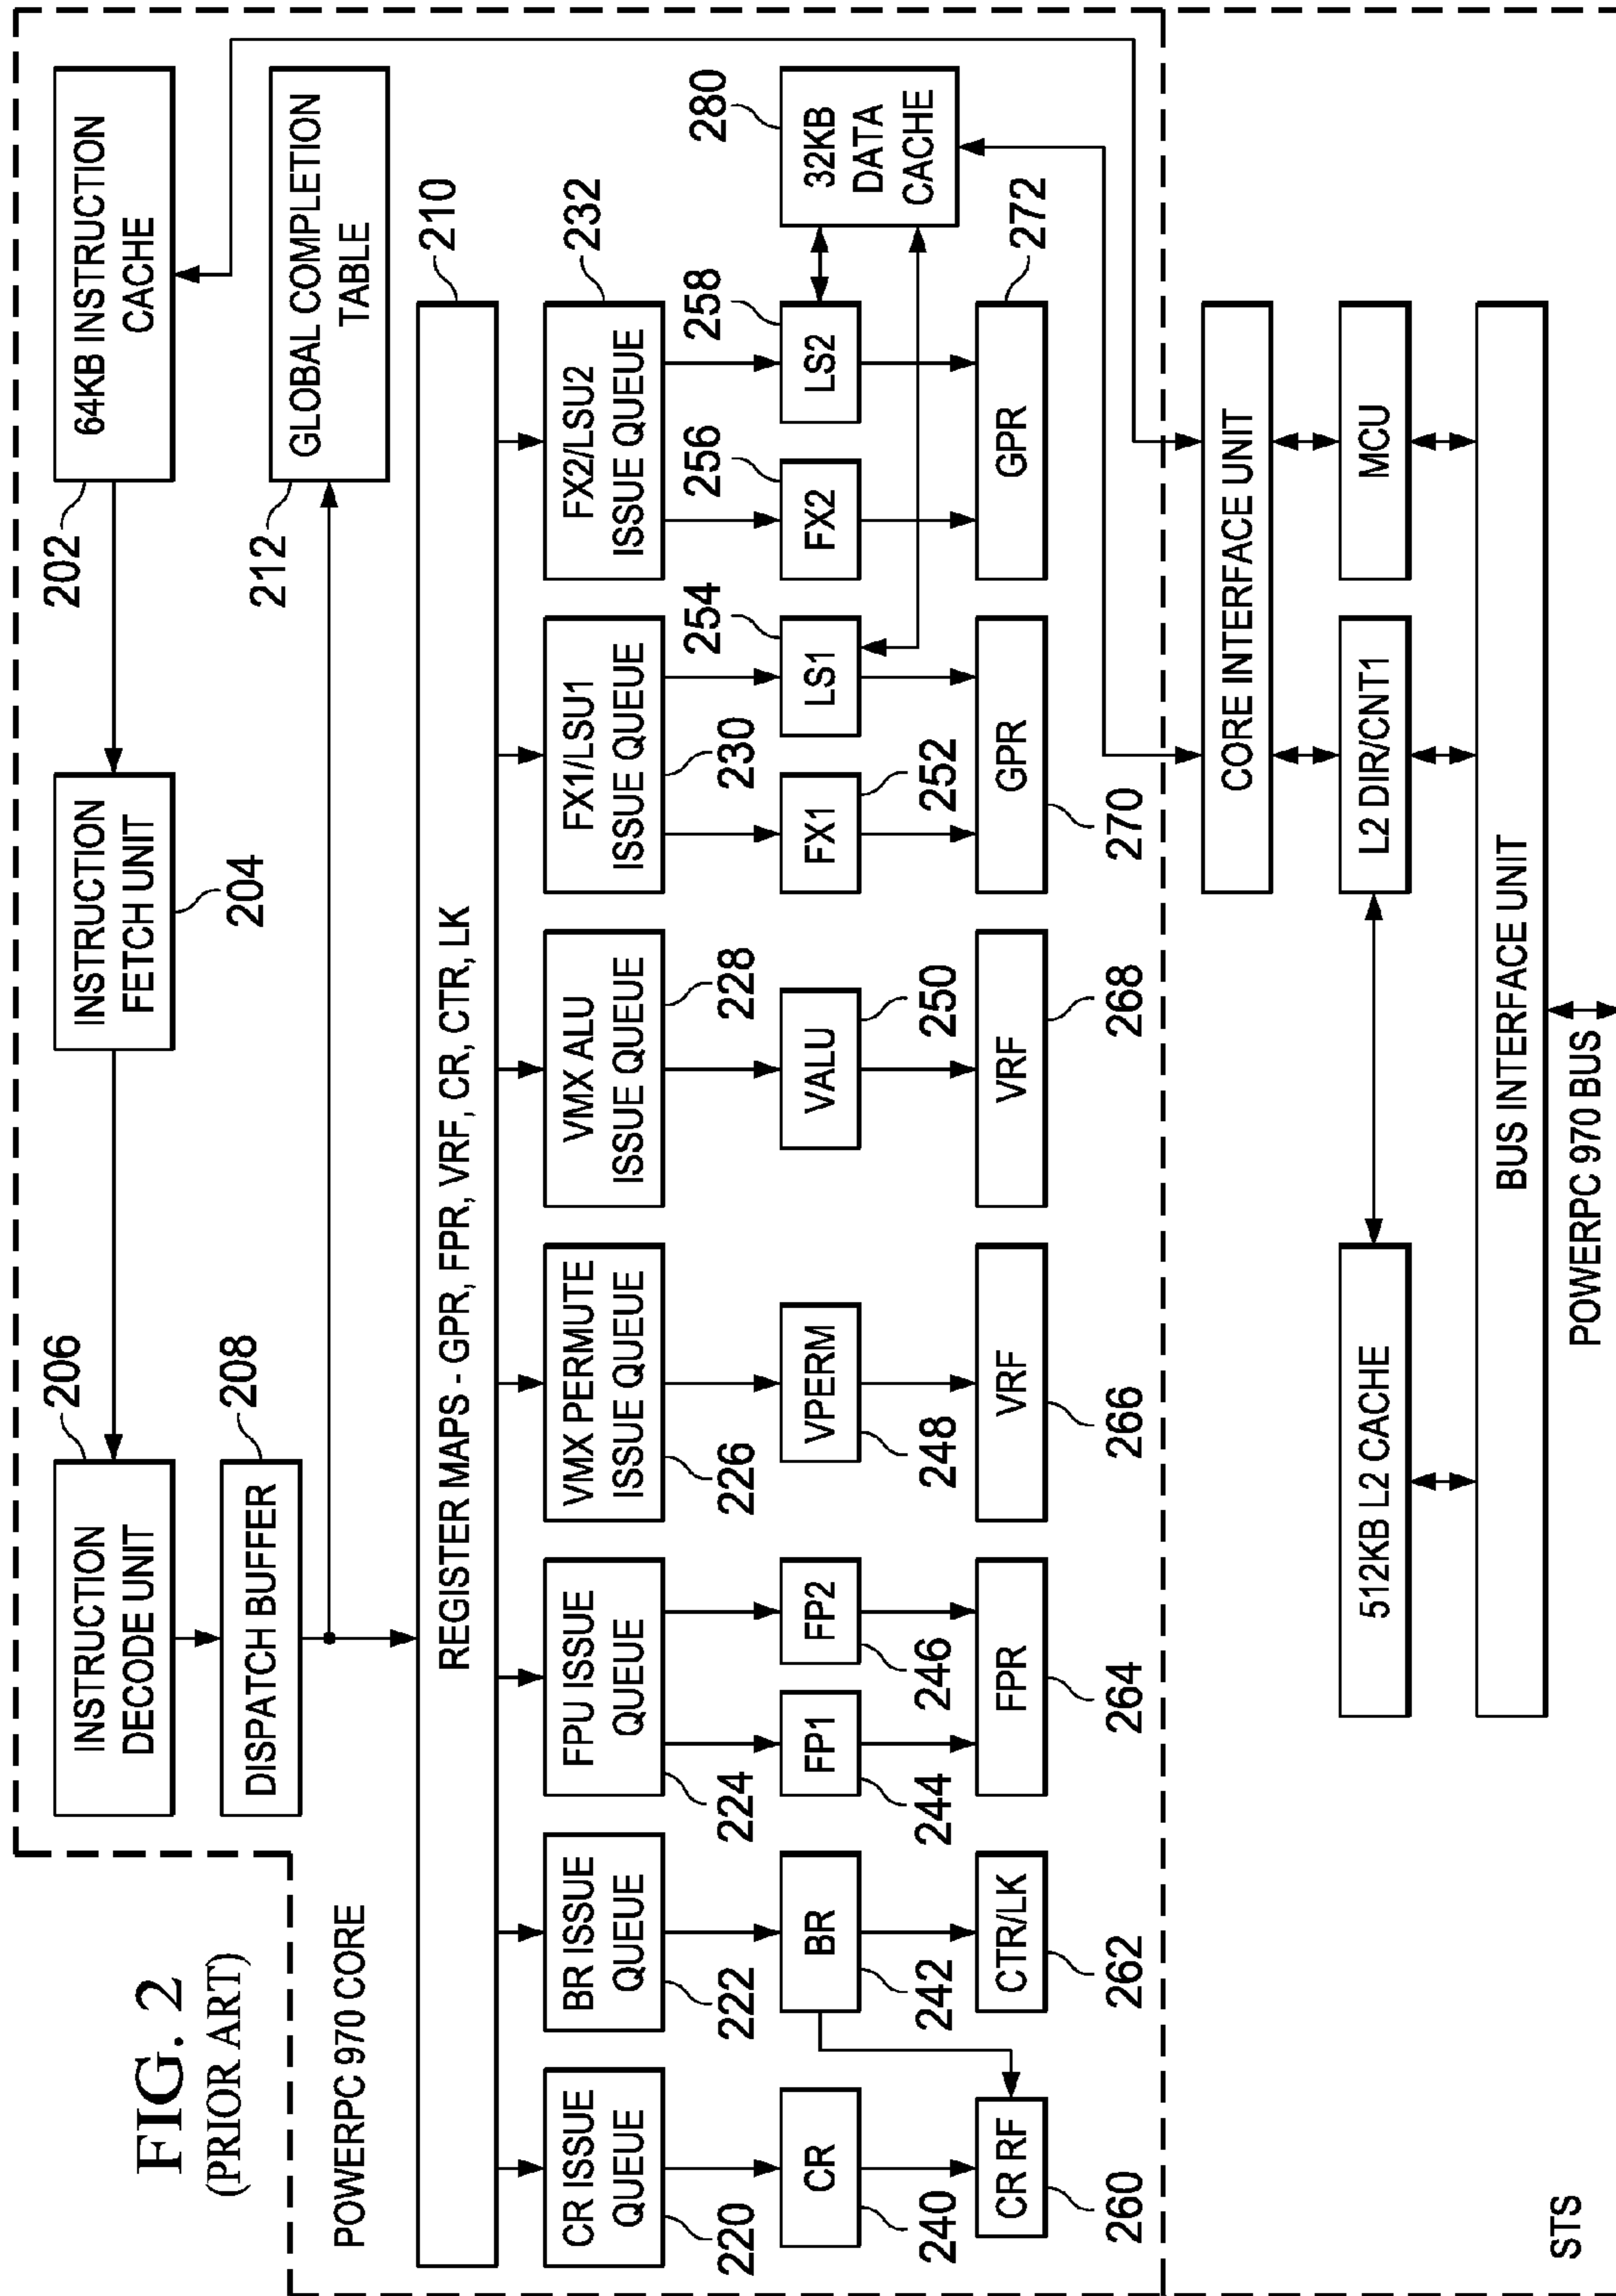 FIG. 2
(PRIOR ART)
206
INSTRUCTION
DECODE UNIT
INSTRUCTION
FETCH UNIT
204
202
64KB INSTRUCTION
CACHE
208
DISPATCH BUFFER
212
GLOBAL COMPLETION
TABLE
POWERPC 970 CORE
210
REGISTER MAPS - GPR, FPR, VRF, CR, CTR, LK
CR ISSUE
QUEUE
220
BR ISSUE
QUEUE
222
FPU ISSUE
QUEUE
224
VMX PERMUTE
ISSUE QUEUE
226
VMX ALU
ISSUE QUEUE
228
FX1/LSU1
ISSUE QUEUE
230
FX2/LSU2
ISSUE QUEUE
232
CR
240
BR
242
FP1
244
FP2
246
VPERM
248
VALU
250
FX1
252
LS1
254
FX2
256
LS2
258
32KB
DATA
CACHE
280
CR RF
260
CTR/LK
262
FPR
264
VRF
266
VRF
268
GPR
270
GPR
272
CORE INTERFACE UNIT
512KB L2 CACHE
L2 DIR/CNT1
MCU
BUS INTERFACE UNIT
STS
POWERPC 970 BUS